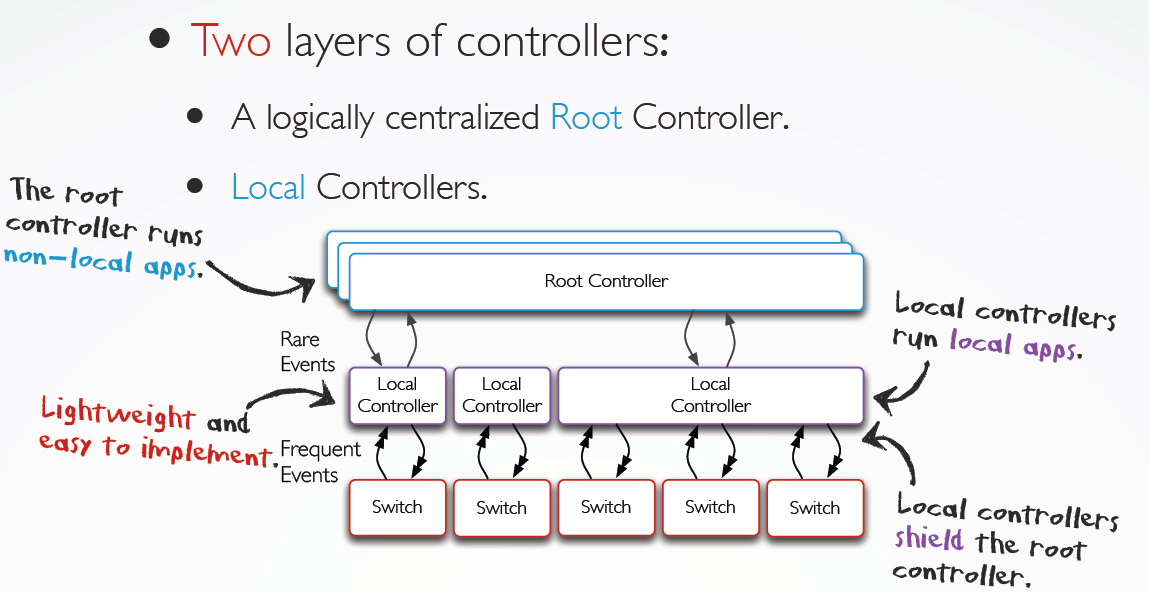 • Two layers of controllers:
• A logically centralized Root Controller.
• Local Controllers.
The root
controller runs
non-local apps.
Root Controller
Rare
Events
Local controllers
run local apps.
Local
Controller
Local
Controller
Local
Controller
Lightweight and
easy to implement.
Frequent
Events
Switch
Switch
Switch
Switch
Switch
Local controllers
shield the root
controller.